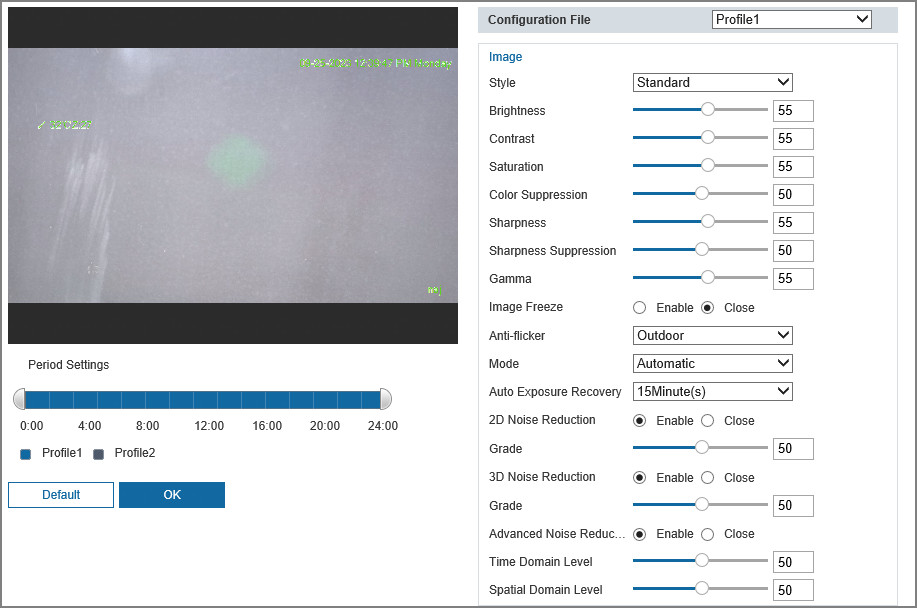 Configuration File
Profile1
Image
Style
Standard
Brightness
55
Contrast
55
Saturation
55
Color Suppression
50
Sharpness
55
Sharpness Suppression
50
Gamma
55
Image Freeze
Enable
Close
Anti-flicker
Outdoor
Mode
Automatic
Auto Exposure Recovery
15Minute(s)
2D Noise Reduction
Enable
Close
Grade
50
3D Noise Reduction
Enable
Close
Grade
50
Advanced Noise Reduc...
Enable
Close
Time Domain Level
50
Spatial Domain Level
50
Period Settings
0:00
4:00
8:00
12:00
16:00
20:00
24:00
Profile1
Profile2
Default
OK